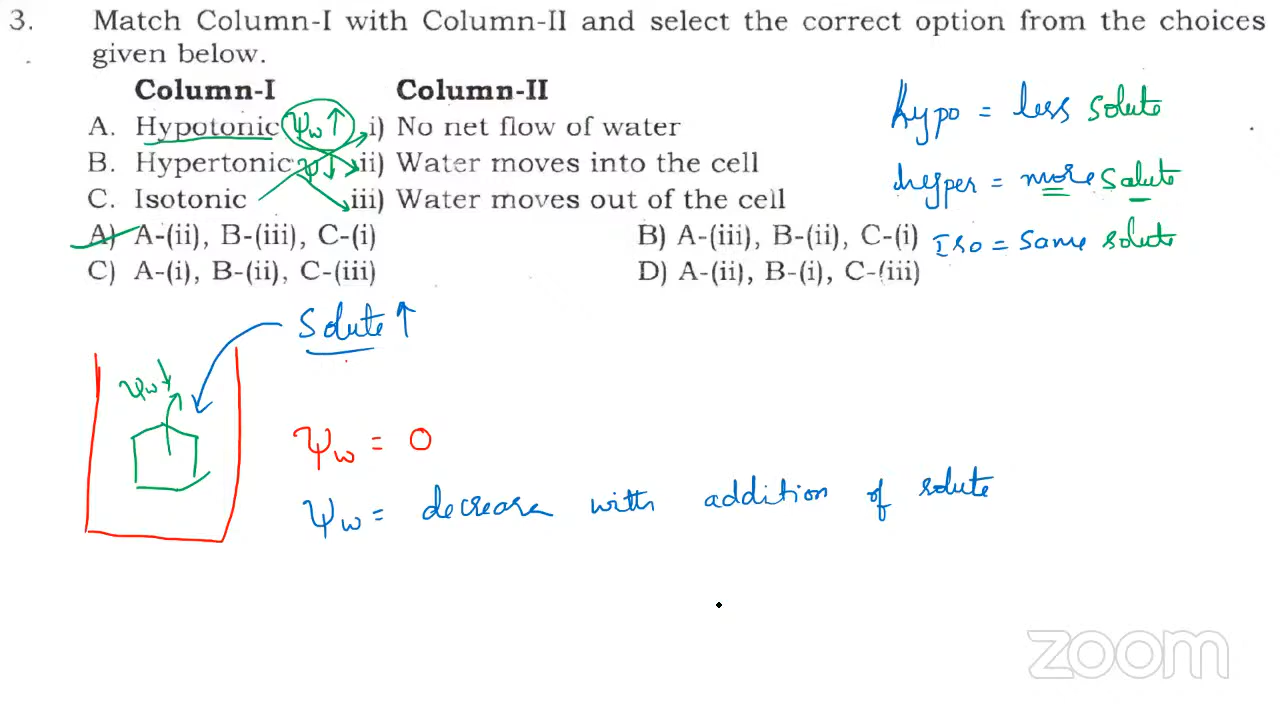 3. Match Column-I with Column-II and select the correct option from the choices
given below.
Column-I Column-II
A. Hypotonic Ψw↑ i) No net flow of water
B. Hypertonic Ψ↓ ii) Water moves into the cell
C. Isotonic iii) Water moves out of the cell
A) A-(ii), B-(iii), C-(i) B) A-(iii), B-(ii), C-(i)
C) A-(i), B-(ii), C-(iii) D) A-(ii), B-(i), C-(iii)
hypo = less solute
hyper = more salute
Iso = same solute
Solute ↑
Ψw↓
Ψw = 0
Ψw = decrease with addition of solute
zoom